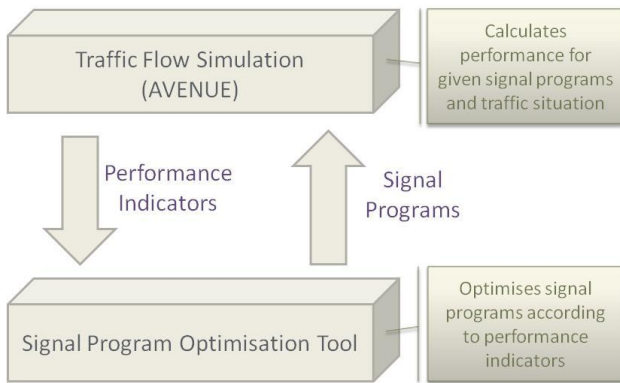 Traffic Flow Simulation
(AVENUE)
Calculates
performance for
given signal programs
and traffic situation
Performance
Indicators
Signal
Programs
Signal Program Optimisation Tool
Optimises signal
programs according
to performance
indicators